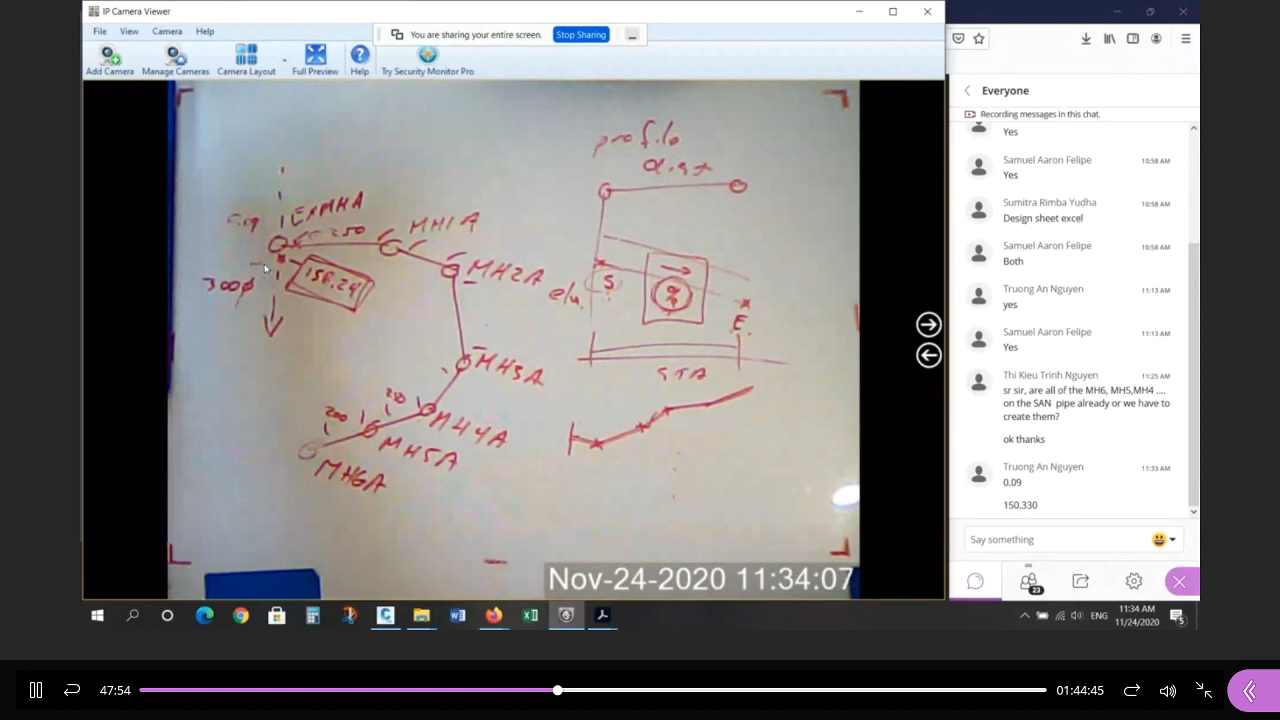 IP Camera Viewer
File View Camera Help
You are sharing your entire screen. Stop Sharing
Add Camera Manage Cameras Camera Layout Full Preview Help Try Security Monitor Pro
profile
dist
ExMHA
250
MH1A
MH2A
300ø
elv.
S
E
STA
MH3A
200
MH4A
MH5A
MH6A
Nov-24-2020 11:34:07
Everyone
Recording messages in this chat.
Yes
Samuel Aaron Felipe 10:58 AM
Yes
Sumitra Rimba Yudha 10:58 AM
Design sheet excel
Samuel Aaron Felipe 10:58 AM
Both
Truong An Nguyen 11:13 AM
yes
Samuel Aaron Felipe 11:13 AM
Yes
Thi Kieu Trinh Nguyen 11:25 AM
sr sir, are all of the MH6, MH5,MH4 ....
on the SAN pipe already or we have to
create them?
ok thanks
Truong An Nguyen 11:33 AM
0.09
150.330
Say something
23
ENG
11:34 AM
11/24/2020
5
47:54
01:44:45